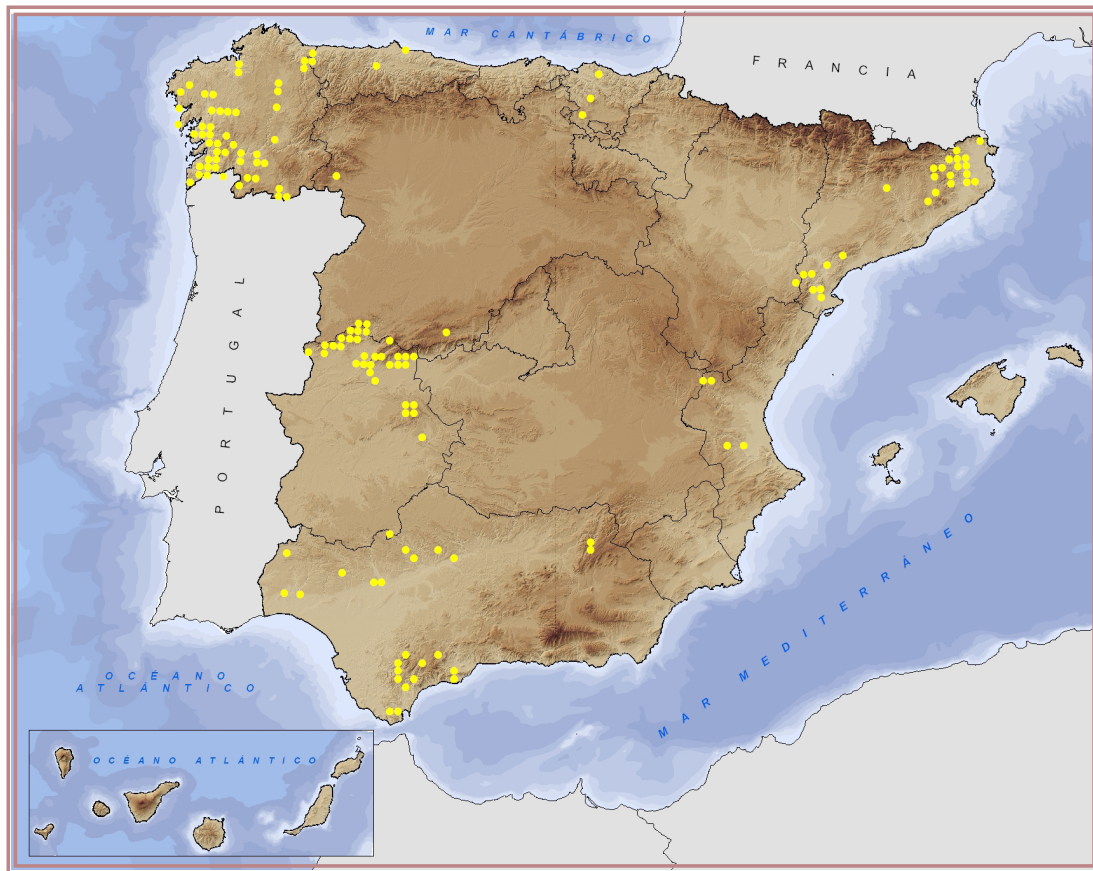 MAR CANTÁBRICO
FRANCIA
PORTUGAL
MAR MEDITERRÁNEO
OCÉANO
ATLÁNTICO
OCÉANO ATLÁNTICO